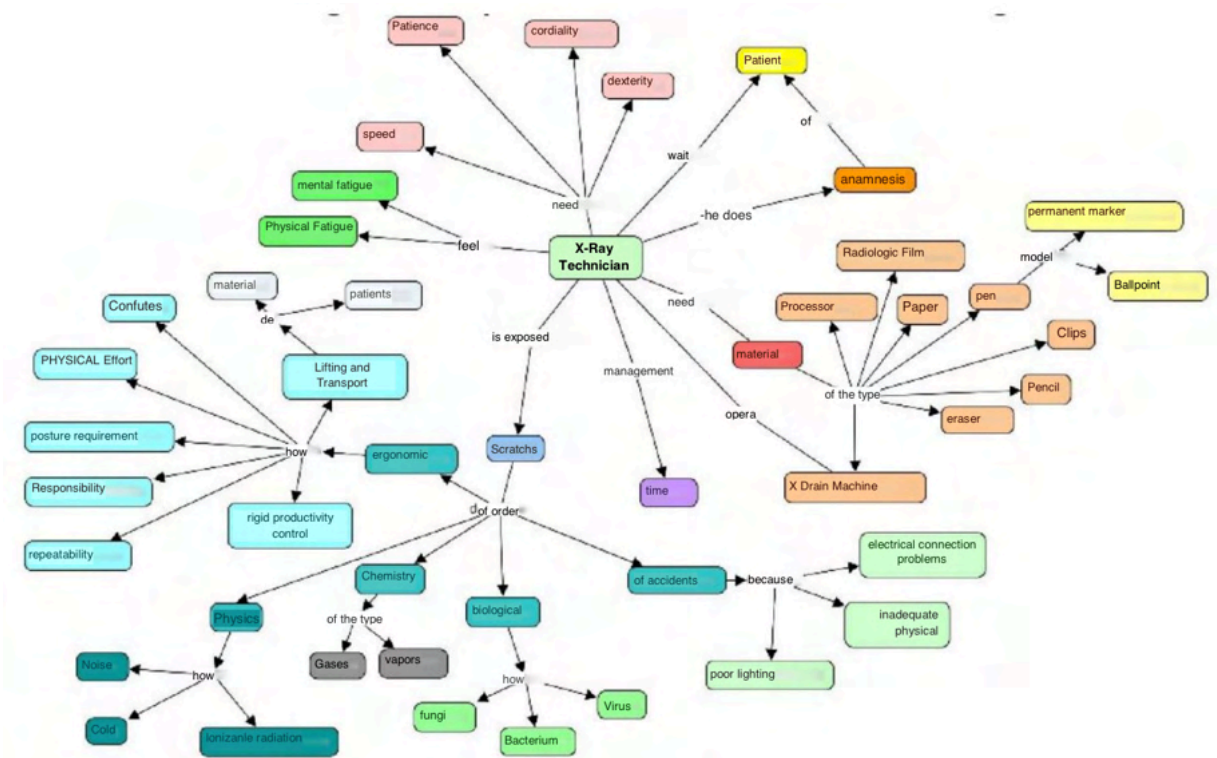 Patience
cordiality
Patient
dexterity
speed
of
wait
mental fatigue
anamnesis
need
-he does
permanent marker
Physical Fatigue
feel
X-Ray
Technician
Radiologic Film
model
material
patients
need
pen
Ballpoint
Confutes
de
Processor
Paper
is exposed
Clips
PHYSICAL Effort
Lifting and
Transport
management
material
of the type
Pencil
opera
eraser
posture requirement
how
ergonomic
Scratchs
Responsibility
time
X Drain Machine
rigid productivity
control
of order
repeatability
electrical connection
problems
Chemistry
of accidents
because
Physics
of the type
biological
inadequate
physical
Noise
how
Gases
vapors
poor lighting
how
Cold
fungi
Virus
Ionizanle radiation
Bacterium